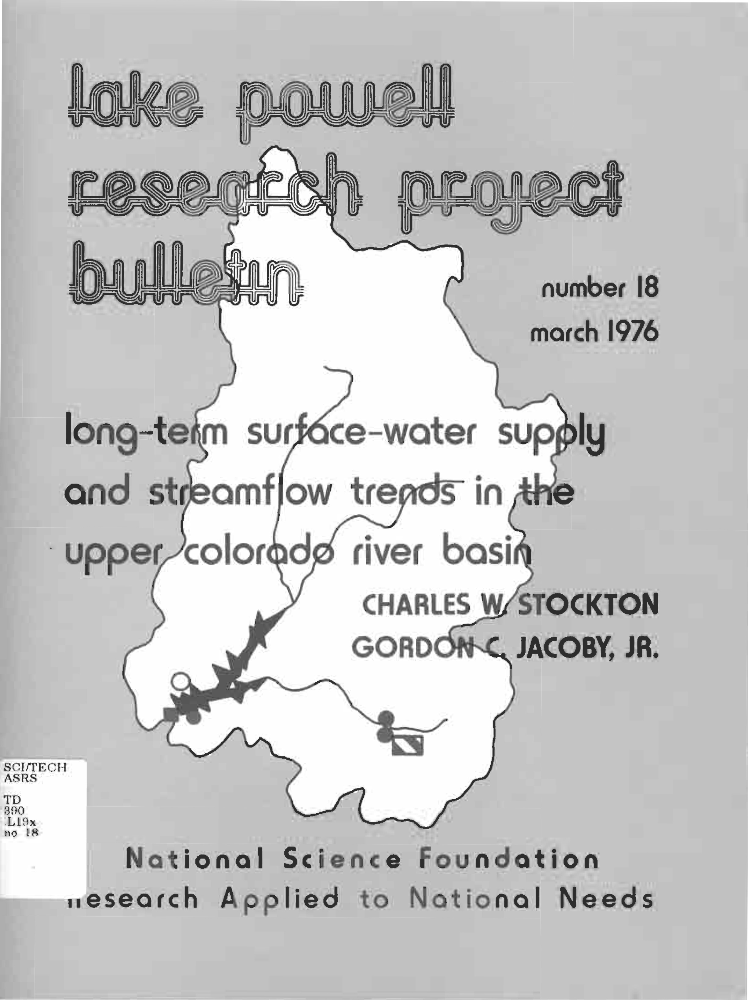 lake powell
research project
bulletin
number 18
march 1976
long-term surface-water supply
and streamflow trends in the
upper colorado river basin
CHARLES W. STOCKTON
GORDON C. JACOBY, JR.
SCI/TECH
ASRS
TD
390
.L19x
no 18
National Science Foundation
Research Applied to National Needs